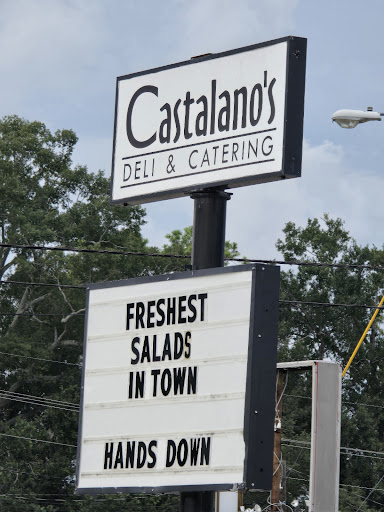 Castalano's
DELI & CATERING
FRESHEST
SALADS
IN TOWN
HANDS DOWN